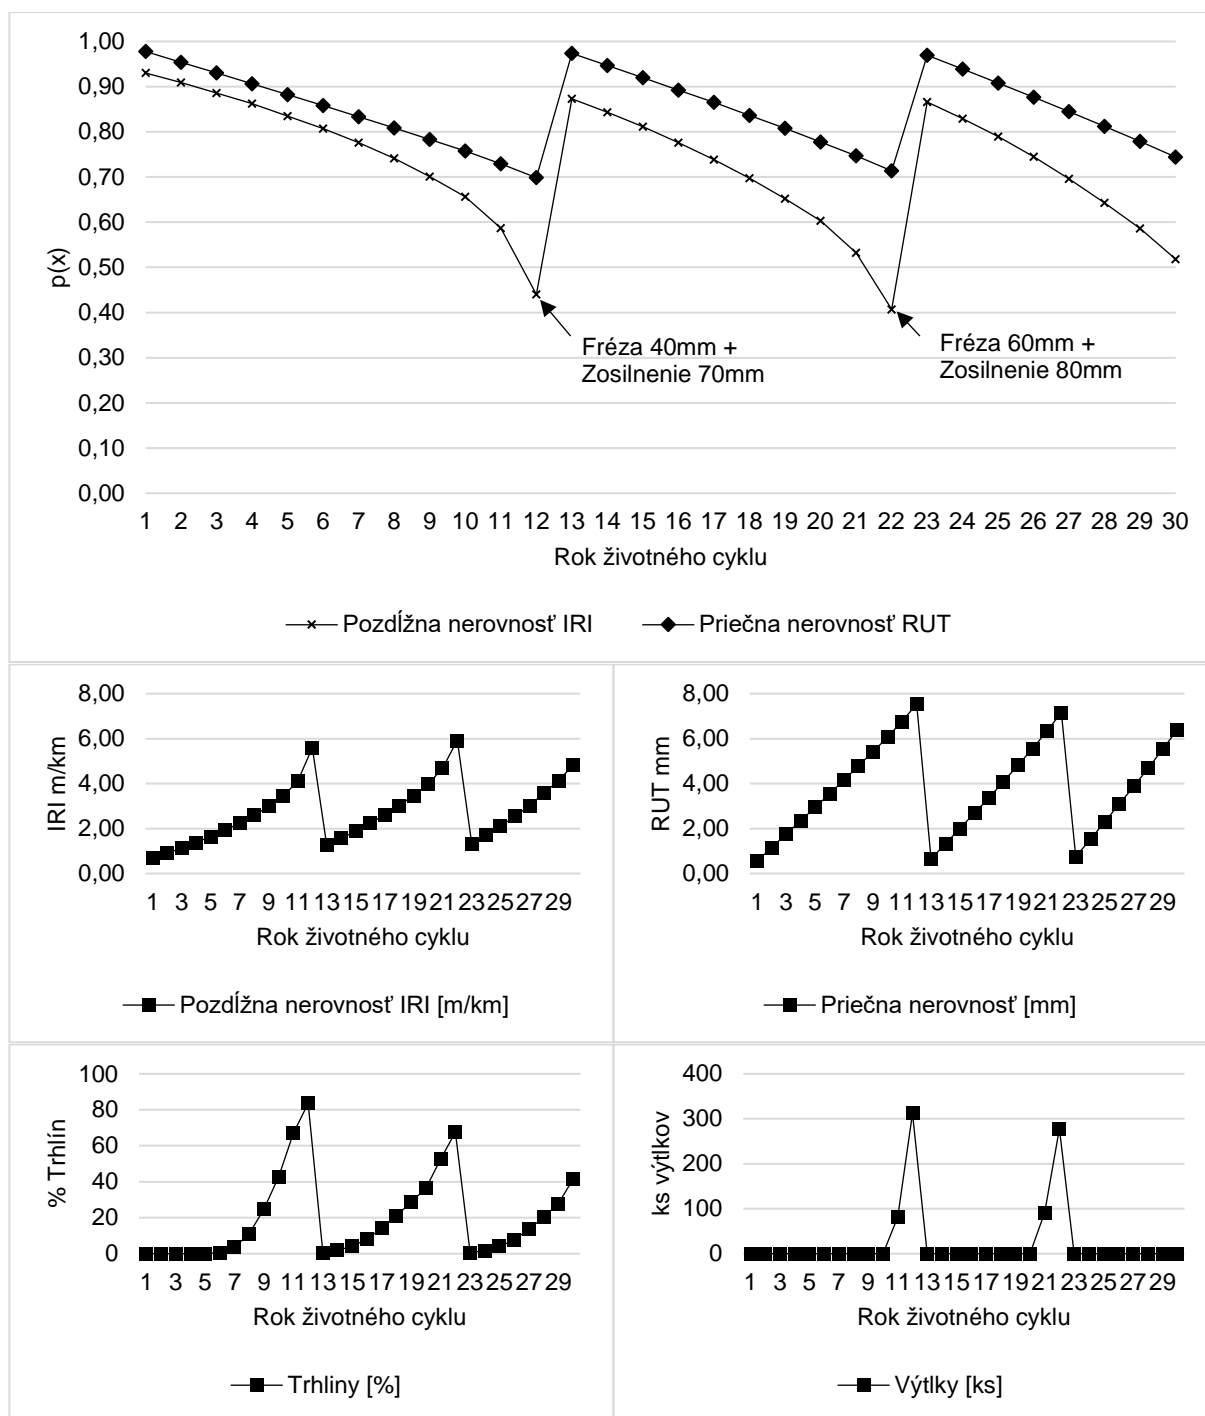 1,00
0,90
0,80
0,70
0,60
0,50
0,40
0,30
0,20
0,10
0,00
p(x)
Fréza 40mm +
Zosilnenie 70mm
Fréza 60mm +
Zosilnenie 80mm
1 2 3 4 5 6 7 8 9 10 11 12 13 14 15 16 17 18 19 20 21 22 23 24 25 26 27 28 29 30
Rok životného cyklu
Pozdĺžna nerovnosť IRI Priečna nerovnosť RUT
8,00
6,00
4,00
2,00
0,00
IRI m/km
1 3 5 7 9 11 13 15 17 19 21 23 25 27 29
Rok životného cyklu
Pozdĺžna nerovnosť IRI [m/km]
8,00
6,00
4,00
2,00
0,00
RUT mm
1 3 5 7 9 11 13 15 17 19 21 23 25 27 29
Rok životného cyklu
Priečna nerovnosť [mm]
100
80
60
40
20
0
% Trhlín
1 3 5 7 9 11 13 15 17 19 21 23 25 27 29
Rok životného cyklu
Trhliny [%]
400
300
200
100
0
ks výtlkov
1 3 5 7 9 11 13 15 17 19 21 23 25 27 29
Rok životného cyklu
Výtlky [ks]